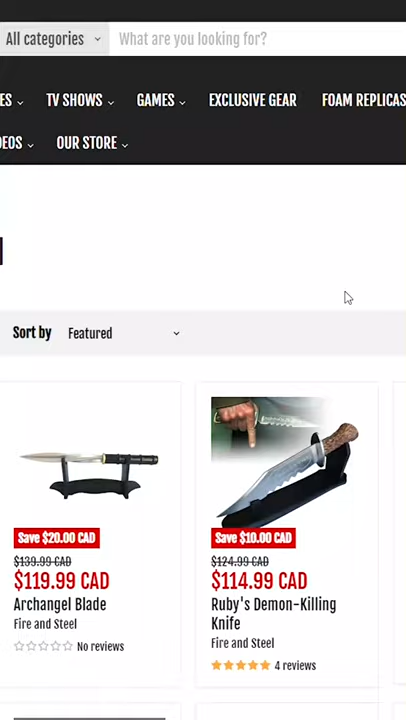 All categories What are you looking for?
ES TV SHOWS GAMES EXCLUSIVE GEAR FOAM REPLICAS
DEOS OUR STORE
Sort by Featured
Save $20.00 CAD
$139.99 CAD
$119.99 CAD
Archangel Blade
Fire and Steel
No reviews
Save $10.00 CAD
$124.99 CAD
$114.99 CAD
Ruby's Demon-Killing
Knife
Fire and Steel
4 reviews